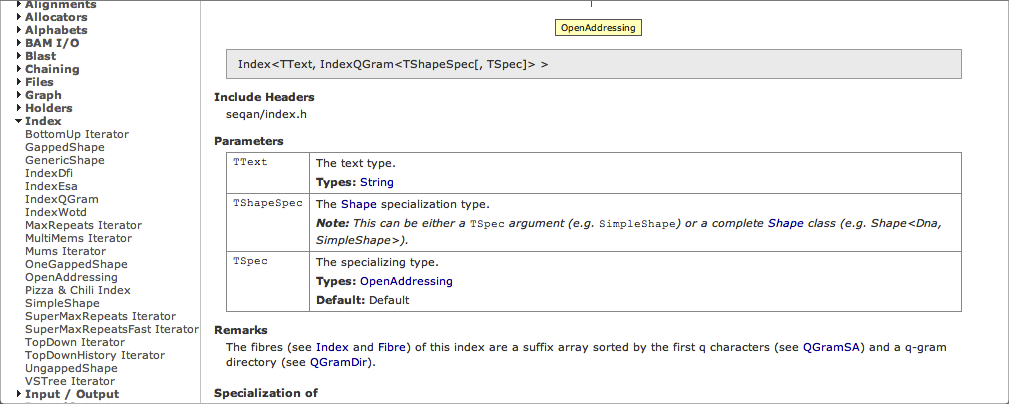 Alignments
Allocators
Alphabets
BAM I/O
Blast
Chaining
Files
Graph
Holders
Index
BottomUp Iterator
GappedShape
GenericShape
IndexDfi
IndexEsa
IndexQGram
IndexWotd
MaxRepeats Iterator
MultiMems Iterator
Mums Iterator
OneGappedShape
OpenAddressing
Pizza & Chili Index
SimpleShape
SuperMaxRepeats Iterator
SuperMaxRepeatsFast Iterator
TopDown Iterator
TopDownHistory Iterator
UngappedShape
VSTree Iterator
Input / Output
OpenAddressing
Index<TText, IndexQGram<TShapeSpec[, TSpec]> >
Include Headers
seqan/index.h
Parameters
TText
The text type.
Types: String
TShapeSpec
The Shape specialization type.
Note: This can be either a TSpec argument (e.g. SimpleShape) or a complete Shape class (e.g. Shape<Dna,
SimpleShape>).
TSpec
The specializing type.
Types: OpenAddressing
Default: Default
Remarks
The fibres (see Index and Fibre) of this index are a suffix array sorted by the first q characters (see QGramSA) and a q-gram
directory (see QGramDir).
Specialization of